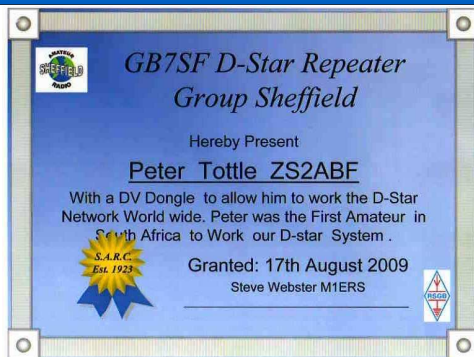 AMATEUR
SHEFFIELD
RADIO
GB7SF D-Star Repeater
Group Sheffield
Hereby Present
Peter Tottle ZS2ABF
With a DV Dongle to allow him to work the D-Star
Network World wide. Peter was the First Amateur in
South Africa to Work our D-star System .
S.A.R.C.
Est. 1923
Granted: 17th August 2009
Steve Webster M1ERS
RSGB